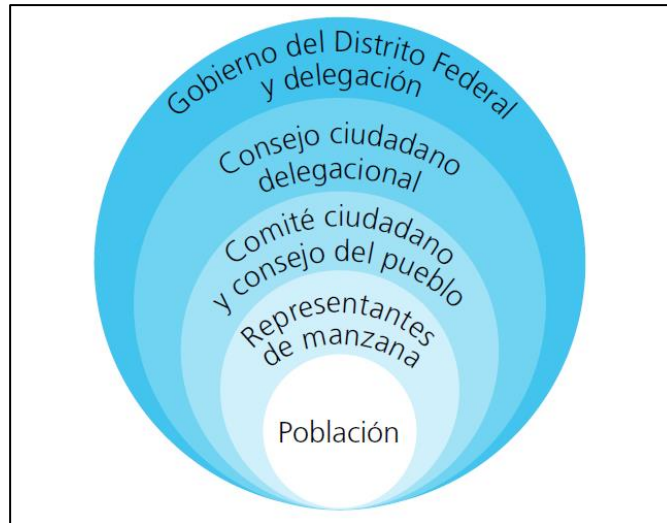 Gobierno del Distrito Federal
y delegación
Consejo ciudadano
delegacional
Comité ciudadano
y consejo del pueblo
Representantes
de manzana
Población